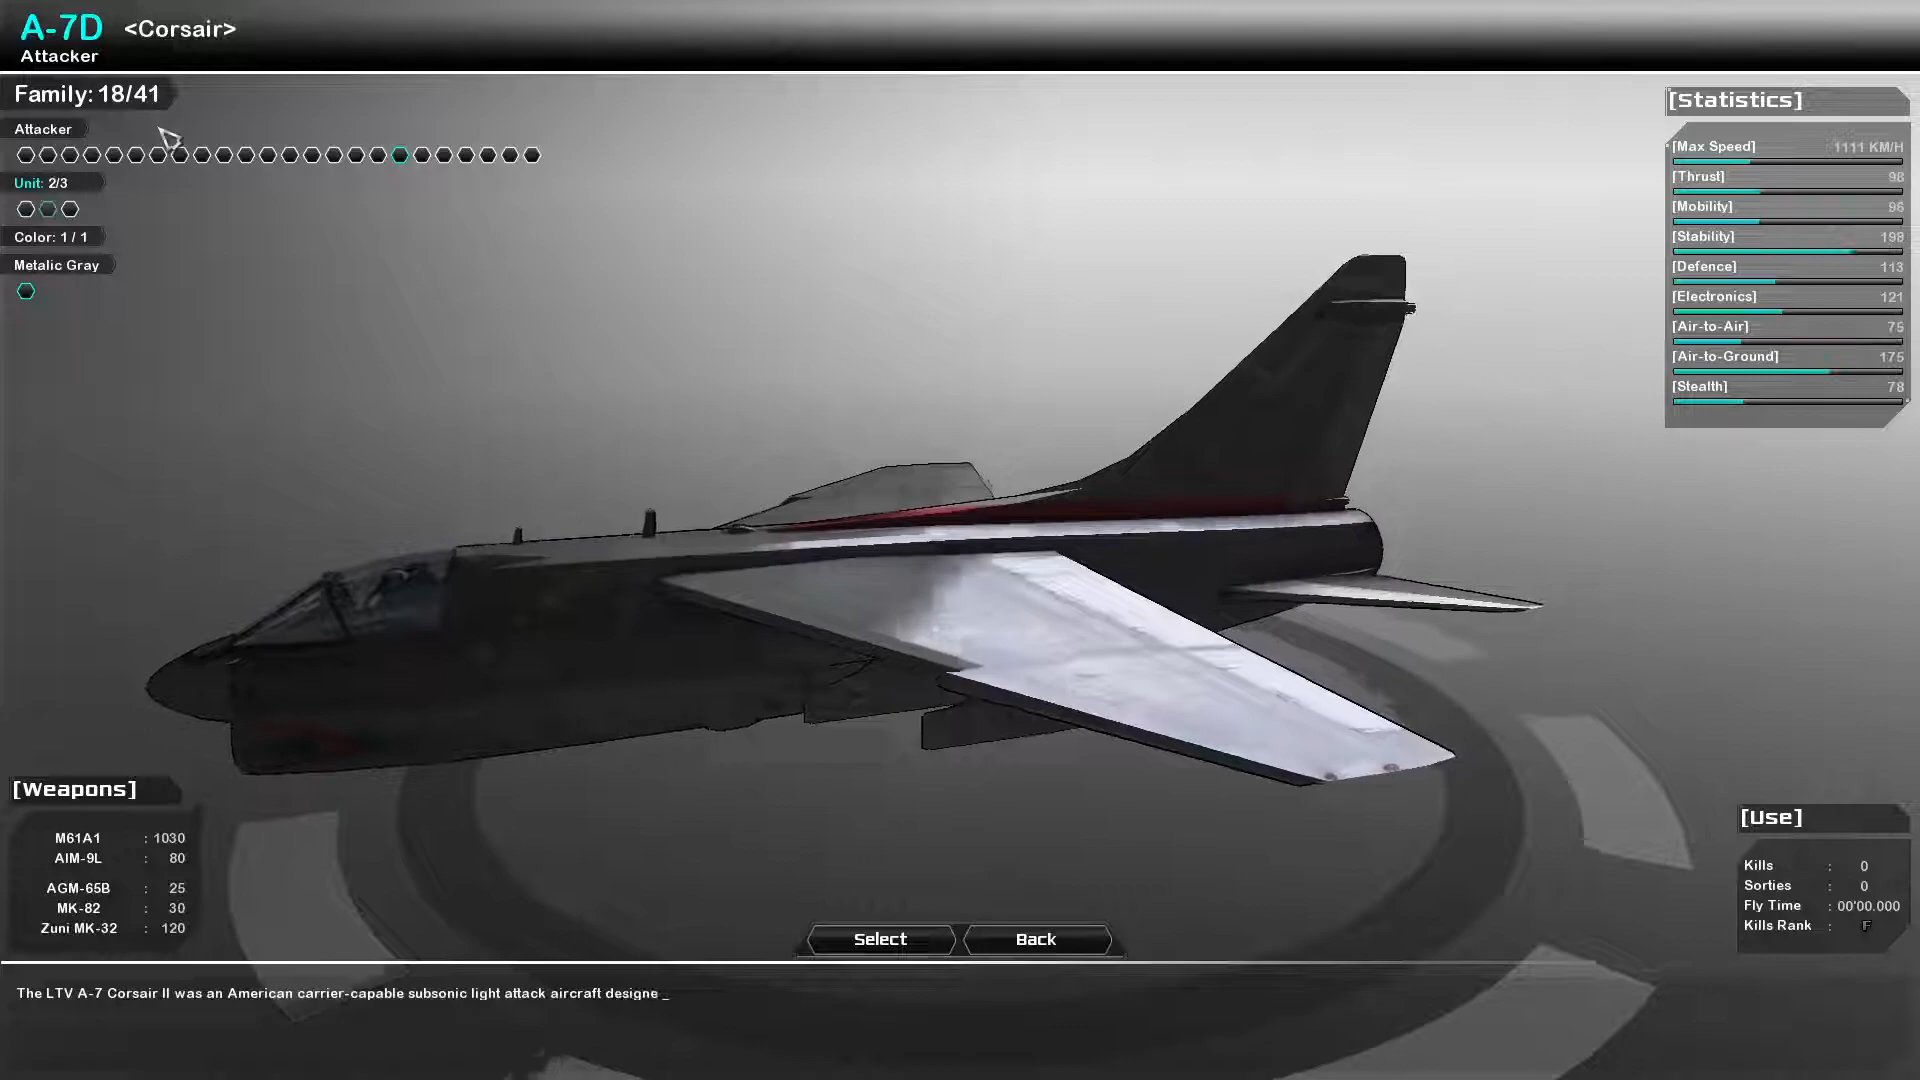 A-7D <Corsair>
Attacker
Family: 18/41
Attacker
Unit: 2/3
Color: 1 / 1
Metalic Gray
[Statistics]
[Max Speed] 1111 KM/H
[Thrust] 98
[Mobility] 96
[Stability] 198
[Defence] 113
[Electronics] 121
[Air-to-Air] 75
[Air-to-Ground] 175
[Stealth] 78
[Weapons]
M61A1 : 1030
AIM-9L : 80
AGM-65B : 25
MK-82 : 30
Zuni MK-32 : 120
[Use]
Kills : 0
Sorties : 0
Fly Time : 00'00.000
Kills Rank : F
Select
Back
The LTV A-7 Corsair II was an American carrier-capable subsonic light attack aircraft designe _